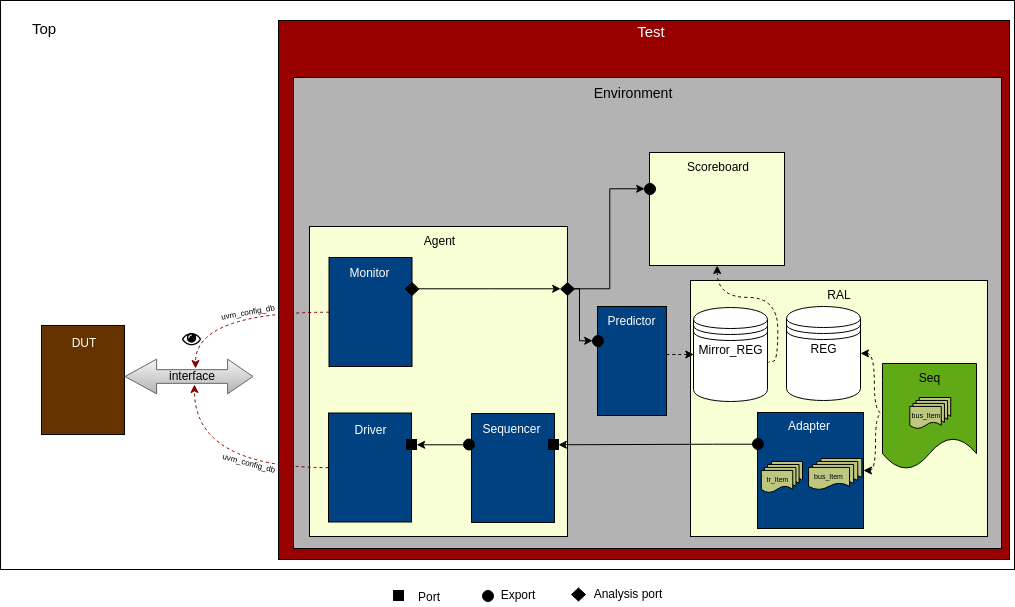 Top
Test
Environment
Scoreboard
Agent
Monitor
RAL
uvm_config_db
Predictor
DUT
Mirror_REG
REG
interface
Seq
bus_item
Driver
Sequencer
Adapter
uvm_config_db
tr_item
bus_item
Port
Export
Analysis port